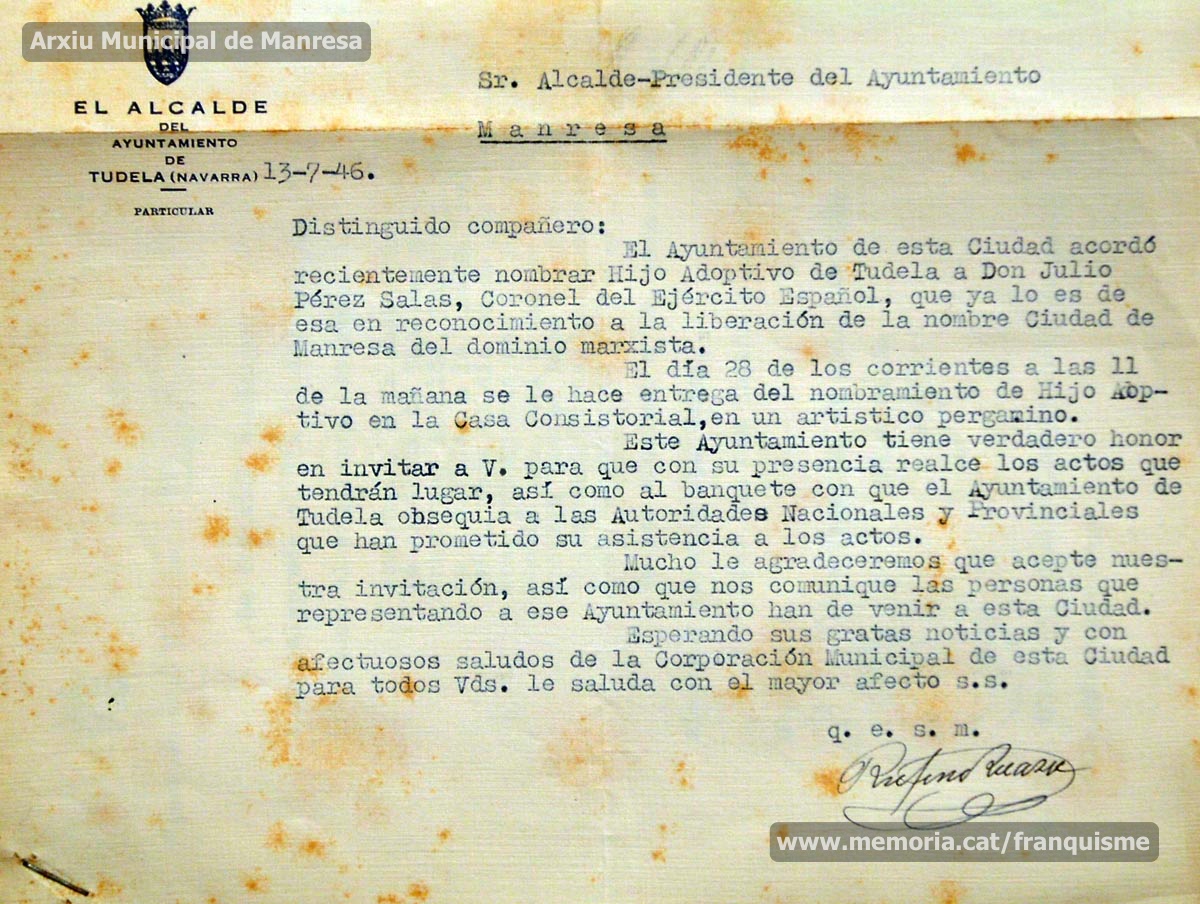 Arxiu Municipal de Manresa
EL ALCALDE
DEL
AYUNTAMIENTO
DE
TUDELA (NAVARRA) 13-7-46.
PARTICULAR
Sr. Alcalde-Presidente del Ayuntamiento
Manresa
Distinguido compañero:
El Ayuntamiento de esta Ciudad acordó
recientemente nombrar Hijo Adoptivo de Tudela a Don Julio
Pérez Salas, Coronel del Ejército Español, que ya lo es de
esa en reconocimiento a la liberación de la nombre Ciudad de
Manresa del dominio marxista.
El día 28 de los corrientes a las 11
de la mañana se le hace entrega del nombramiento de Hijo Aop-
tivo en la Casa Consistorial,en un artistico pergamino.
Este Ayuntamiento tiene verdadero honor
en invitar a V. para que con su presencia realce los actos que
tendrán lugar, así como al banquete con que el Ayuntamiento de
Tudela obsequia a las Autoridades Nacionales y Provinciales
que han prometido su asistencia a los actos.
Mucho le agradeceremos que acepte nues-
tra invitación, así como que nos comunique las personas que
representando a ese Ayuntamiento han de venir a esta Ciudad.
Esperando sus gratas noticias y con
afectuosos saludos de la Corporación Municipal de esta Ciudad
para todos Vds. le saluda con el mayor afecto s.s.
q. e. s. m.
Rufino
www.memoria.cat/franquisme